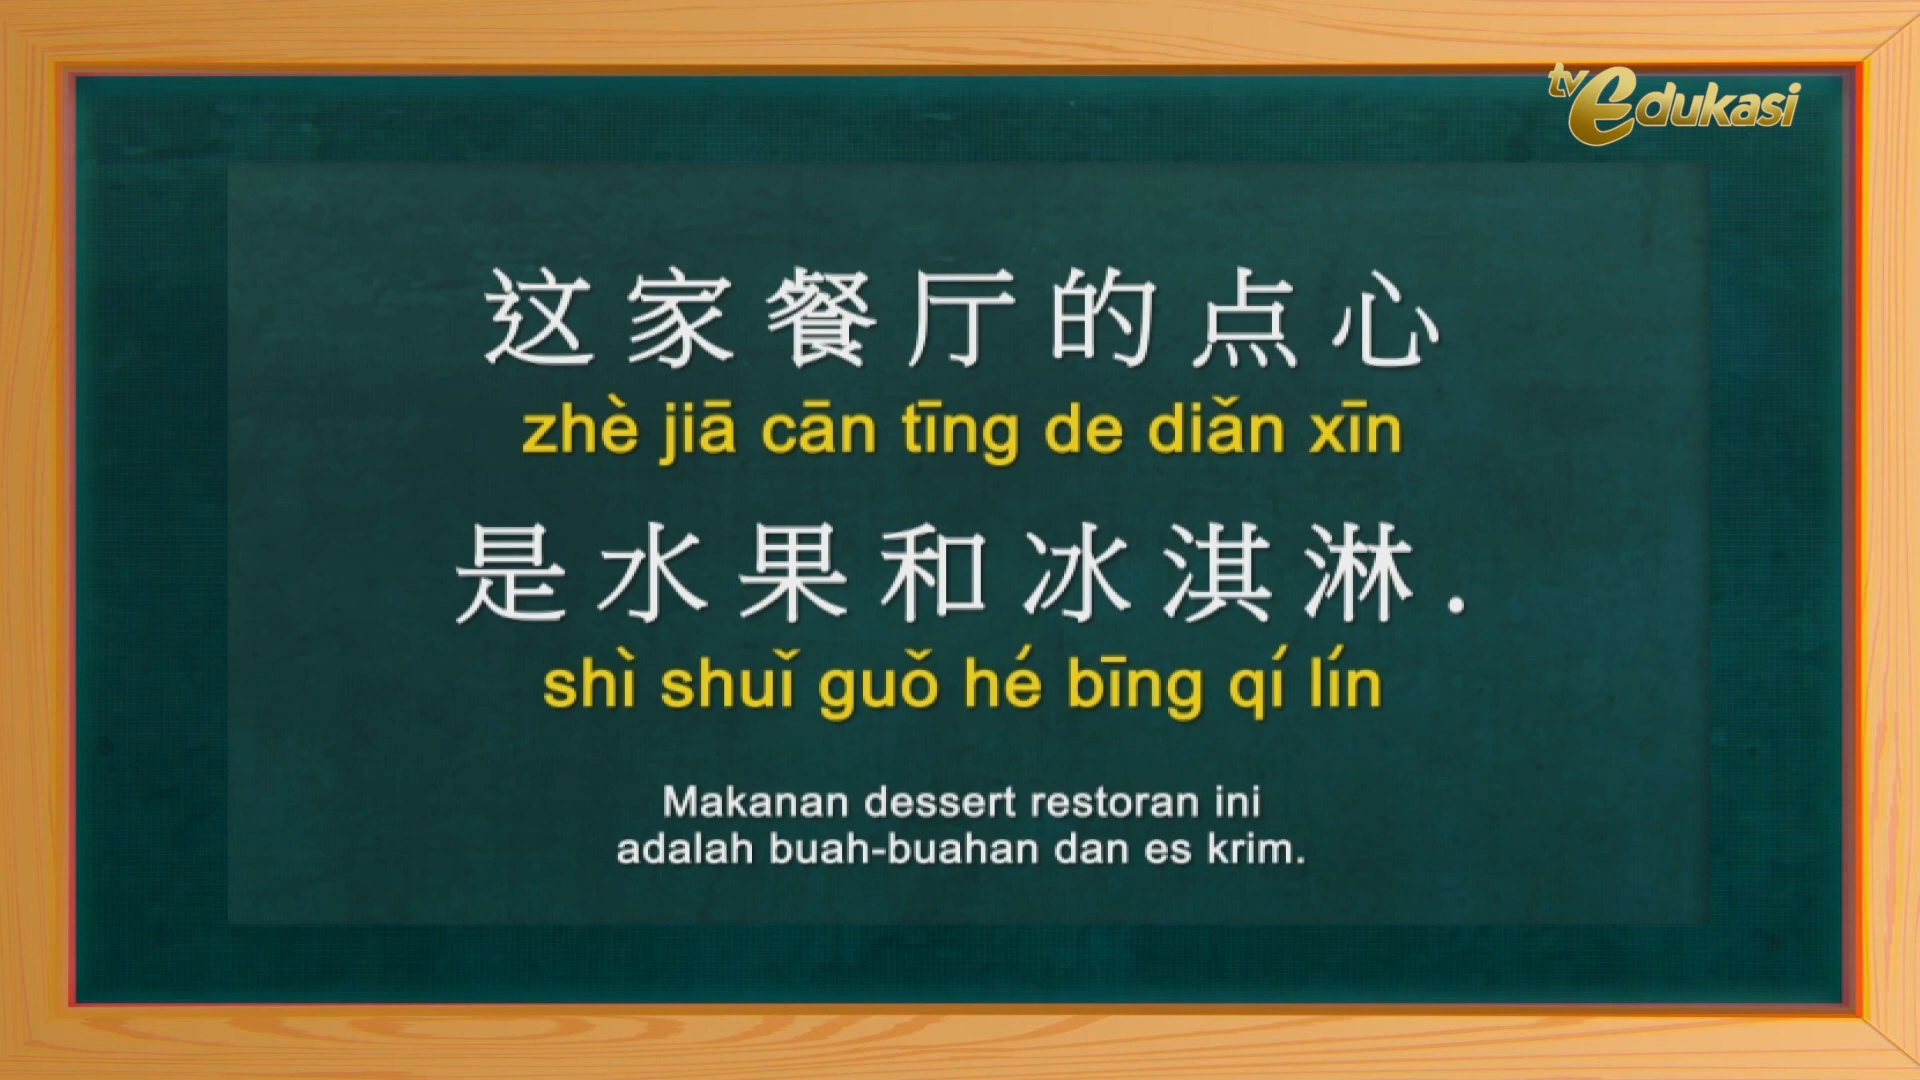 tv edukasi
这家餐厅的点心
zhè jiā cān tīng de diǎn xīn
是水果和冰淇淋.
shì shuǐ guǒ hé bīng qí lín
Makanan dessert restoran ini
adalah buah-buahan dan es krim.